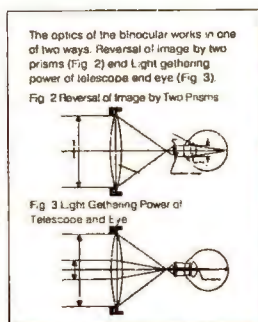 The optics of the binocular works in one
of two ways. Reversal of image by two
prisms (Fig. 2) and Light gathering
power of telescope and eye (Fig. 3).
Fig. 2 Reversal of Image by Two Prisms
Fig. 3 Light Gathering Power of
Telescope and Eye